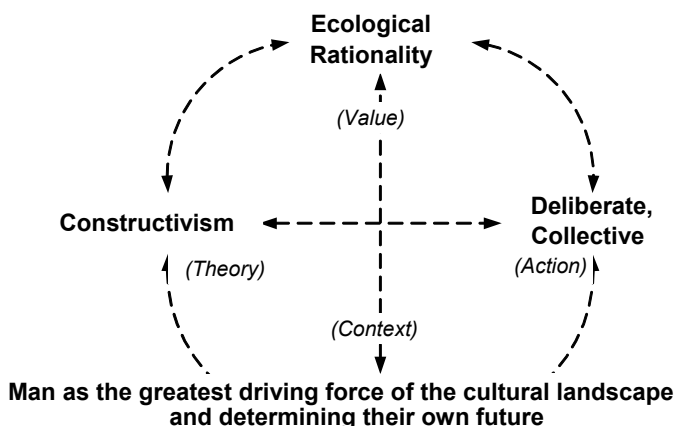 Ecological
Rationality
(Value)
Constructivism
Deliberate,
Collective
(Theory)
(Action)
(Context)
Man as the greatest driving force of the cultural landscape
and determining their own future